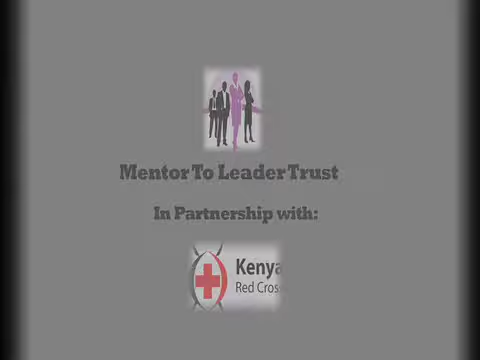 Mentor To Leader Trust
In Partnership with:
Kenya
Red Cros